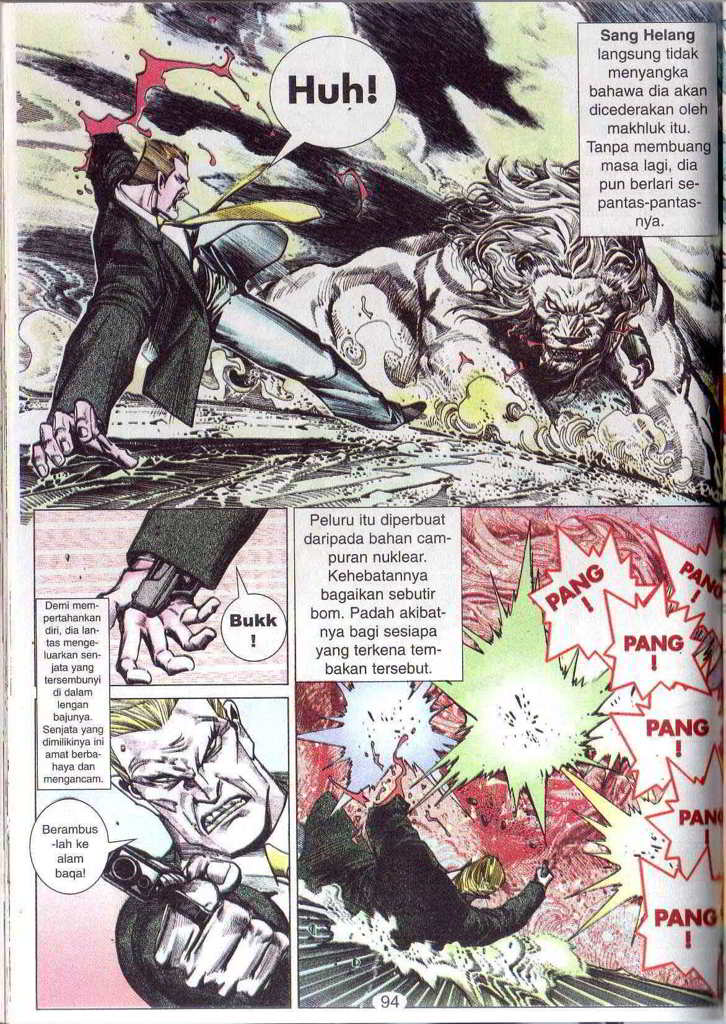 Huh!
Sang Helang
langsung tidak
menyangka
bahawa dia akan
dicederakan oleh
makhluk itu.
Tanpa membuang
masa lagi, dia
pun berlari se-
pantas-pantas-
nya.
Demi mem-
pertahankan
diri, dia lan-
tas menge-
luarkan sen-
jata yang
tersembunyi
di dalam
lengan
bajunya.
Senjata yang
dimilikinya ini
amat berba-
haya dan
mengancam.
Bukk
!
Berambus
-lah ke
alam
baqa!
Peluru itu diperbuat
daripada bahan cam-
puran nuklear.
Kehebatannya
bagaikan sebutir
bom. Padah akibat-
nya bagi sesiapa
yang terkena tem-
bakan tersebut.
PANG
!
PANG
!
PANG
!
PANG
!
PANG
!
PANG
!
94